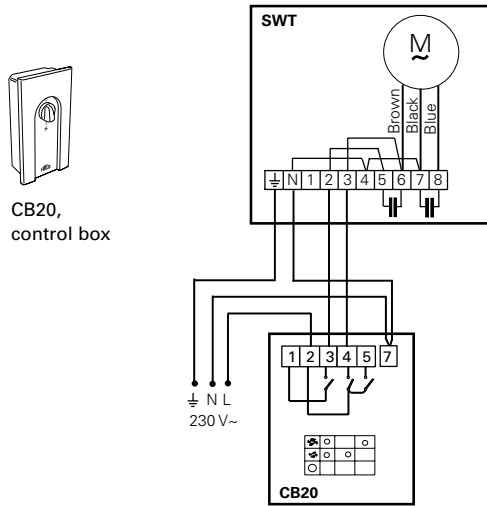 SWT
M
~
Brown
Black
Blue
N 1 2 3 4 5 6 7 8
CB20,
control box
1 2 3 4 5 7
N L
230 V~
CB20